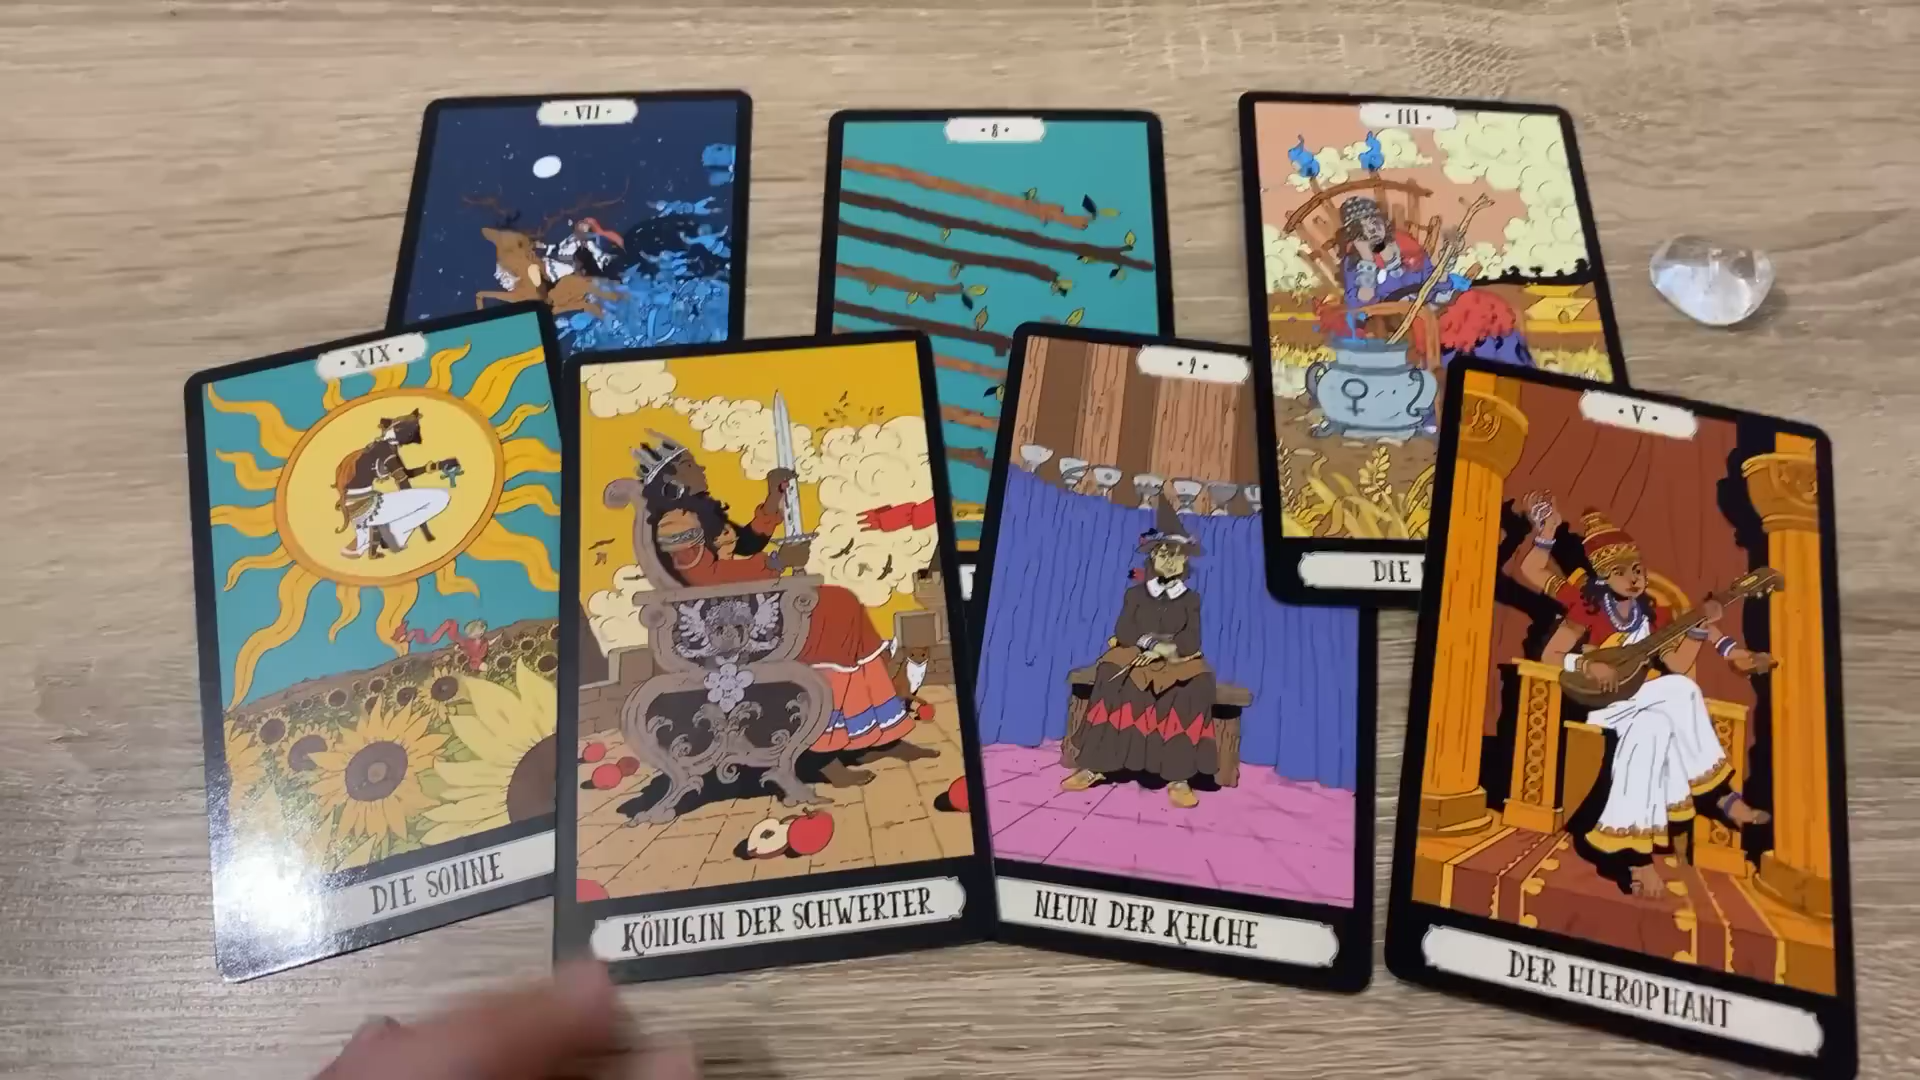 · VII ·
· 8 ·
· III ·
· XIX ·
· 9 ·
· V ·
DIE
DIE SONNE
KÖNIGIN DER SCHWERTER
NEUN DER KELCHE
DER HIEROPHANT